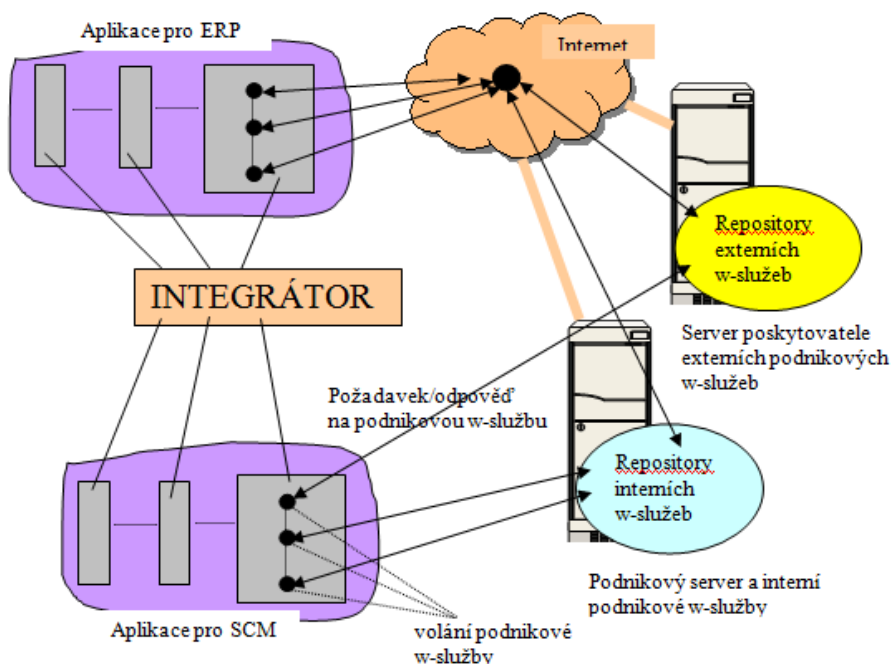 Aplikace pro ERP
Internet
Repository
externích
w-služeb
INTEGRÁTOR
Server poskytovatele
externích podnikových
w-služeb
Požadavek/odpověď
na podnikovou w-službu
Repository
interních
w-služeb
Podnikový server a interní
podnikové w-služby
Aplikace pro SCM
volání podnikové
w-služby